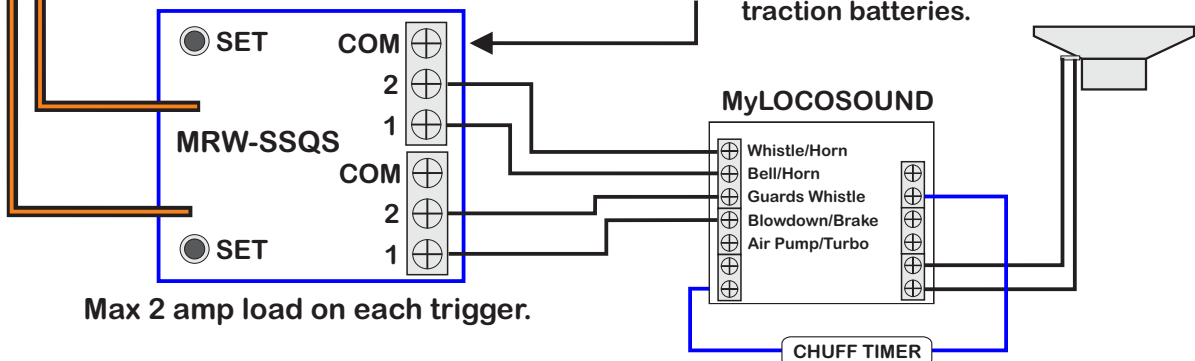 traction batteries.
SET
COM
2
1
MRW-SSQS
COM
2
1
SET
Max 2 amp load on each trigger.
MyLOCOSOUND
Whistle/Horn
Bell/Horn
Guards Whistle
Blowdown/Brake
Air Pump/Turbo
CHUFF TIMER